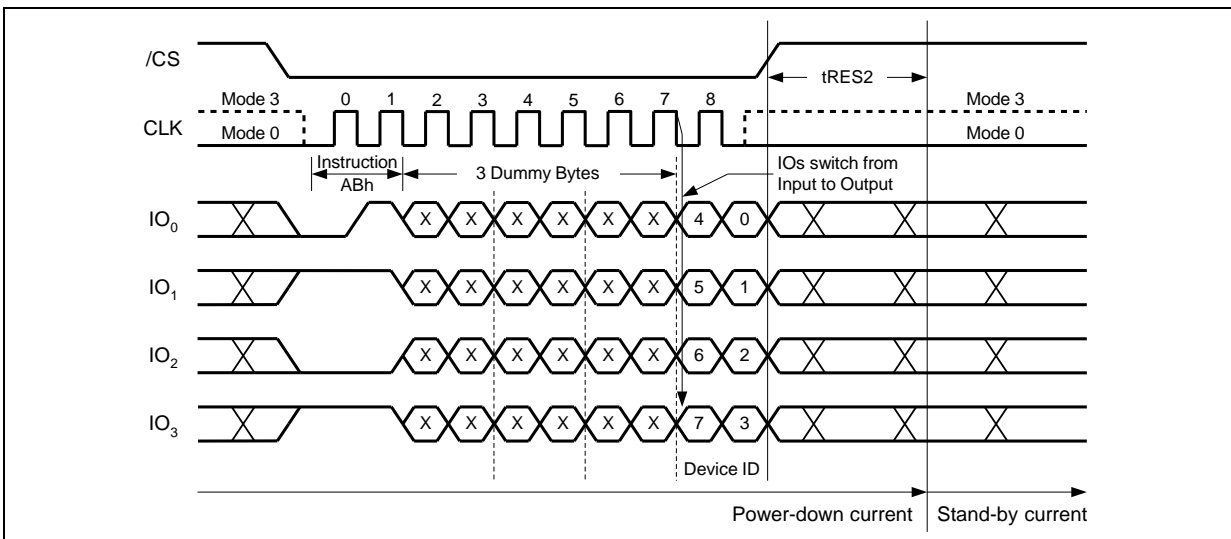 /CS
tRES2
Mode 3 0 1 2 3 4 5 6 7 8 Mode 3
CLK
Mode 0 Mode 0
Instruction
ABh
3 Dummy Bytes
IOs switch from
Input to Output
IO0 X X X X X X 4 0
IO1 X X X X X X 5 1
IO2 X X X X X X 6 2
IO3 X X X X X X 7 3
Device ID
Power-down current Stand-by current